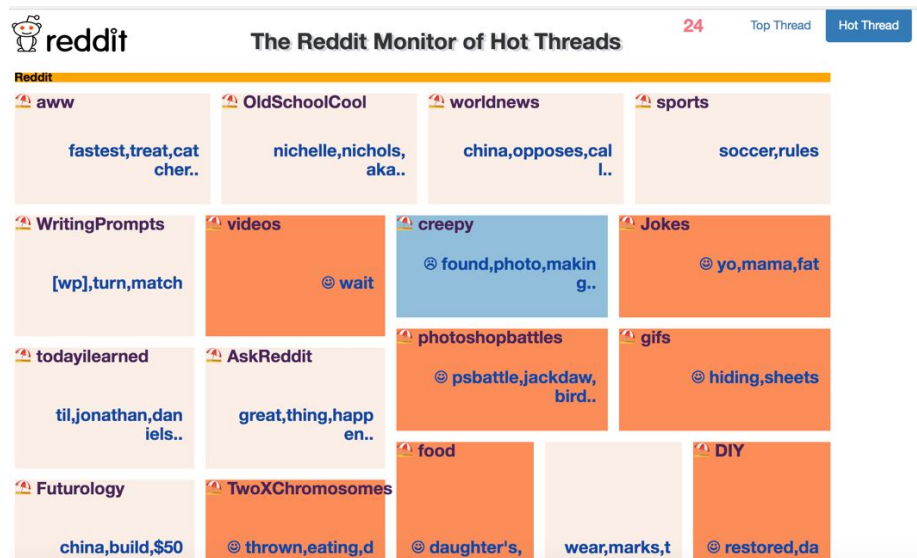 reddit
The Reddit Monitor of Hot Threads
24
Top Thread
Hot Thread
Reddit
aww
fastest,treat,cat
cher..
OldSchoolCool
nichelle,nichols,
aka..
worldnews
china,opposes,cal
l..
sports
soccer,rules
WritingPrompts
[wp],turn,match
videos
wait
creepy
found,photo,makin
g..
Jokes
yo,mama,fat
photoshopbattles
psbattle,jackdaw,
bird..
gifs
hiding,sheets
todayilearned
til,jonathan,dan
iels..
AskReddit
great,thing,happ
en..
food
daughter's,
wear,marks,t
DIY
restored,da
Futurology
china,build,$50
TwoXChromosomes
thrown,eating,d